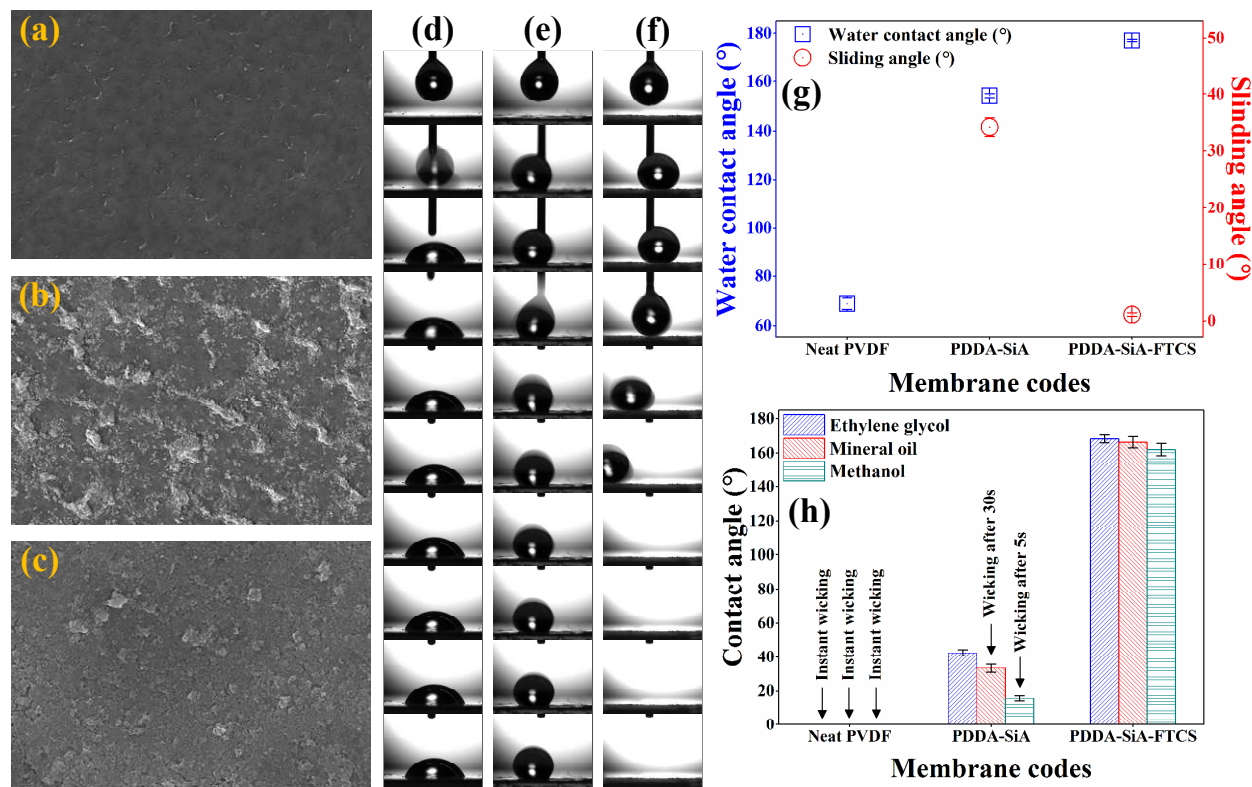 (a)
(b)
(c)
(d)
(e)
(f)
180
160
140
120
100
80
60
Water contact angle (°)
Water contact angle (°)
Sliding angle (°)
(g)
50
40
30
20
10
0
Slinding angle (°)
Neat PVDF
PDDA-SiA
PDDA-SiA-FTCS
Membrane codes
180
160
140
120
100
80
60
40
20
0
Contact angle (°)
Ethylene glycol
Mineral oil
Methanol
(h)
Instant wicking
Instant wicking
Instant wicking
Wicking after 30s
Wicking after 5s
Neat PVDF
PDDA-SiA
PDDA-SiA-FTCS
Membrane codes